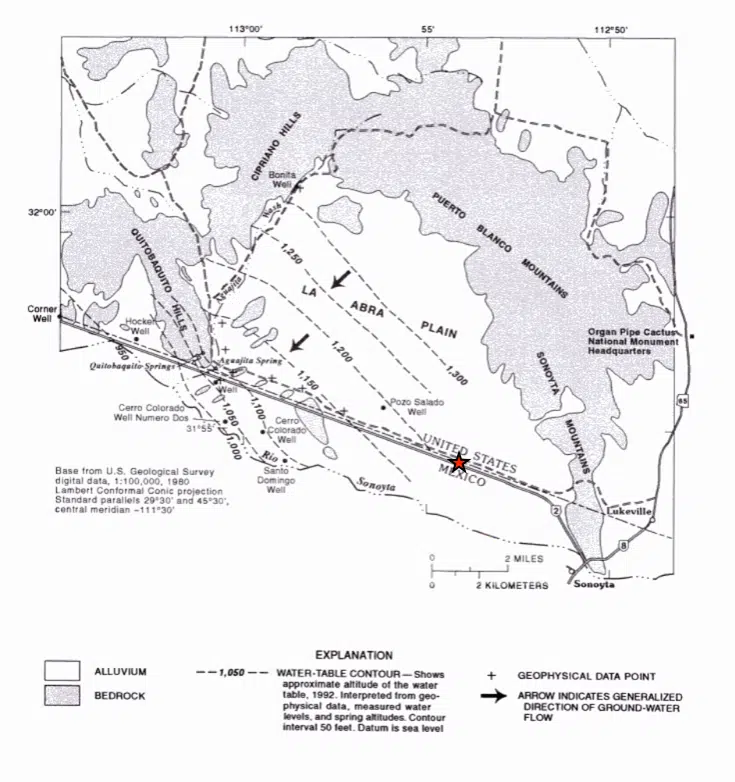 113°00'
55'
112°50'
CIPRIANO HILLS
Bonita
Well
Wash
32°00'
PUERTO BLANCO MOUNTAINS
QUITOBAQUITO HILLS
1,250
Aguajita
LA ABRA PLAIN
Corner
Well
Hocker
Well
Organ Pipe Cactus
National Monument
Headquarters
950
1,200
1,300
Quitobaquito Springs
Aguajita Spring
SONOYTA MOUNTAINS
1,150
Well
Pozo Salado
Well
85
Cerro Colorado
Well Numero Dos
1,050
1,100
Cerro
Colorado
Well
31°55'
1,000
UNITED STATES
MEXICO
Rio
Sonoyta
Santo
Domingo
Well
Base from U.S. Geological Survey
digital data, 1:100,000, 1980
Lambert Conformal Conic projection
Standard parallels 29°30' and 45°30',
central meridian -111°30'
2
Lukeville
8
0 2 MILES
0 2 KILOMETERS
Sonoyta
EXPLANATION
ALLUVIUM
BEDROCK
—1,050— WATER-TABLE CONTOUR—Shows
approximate altitude of the water
table, 1992. Interpreted from geo-
physical data, measured water
levels, and spring altitudes. Contour
interval 50 feet. Datum is sea level
+ GEOPHYSICAL DATA POINT
ARROW INDICATES GENERALIZED
DIRECTION OF GROUND-WATER
FLOW